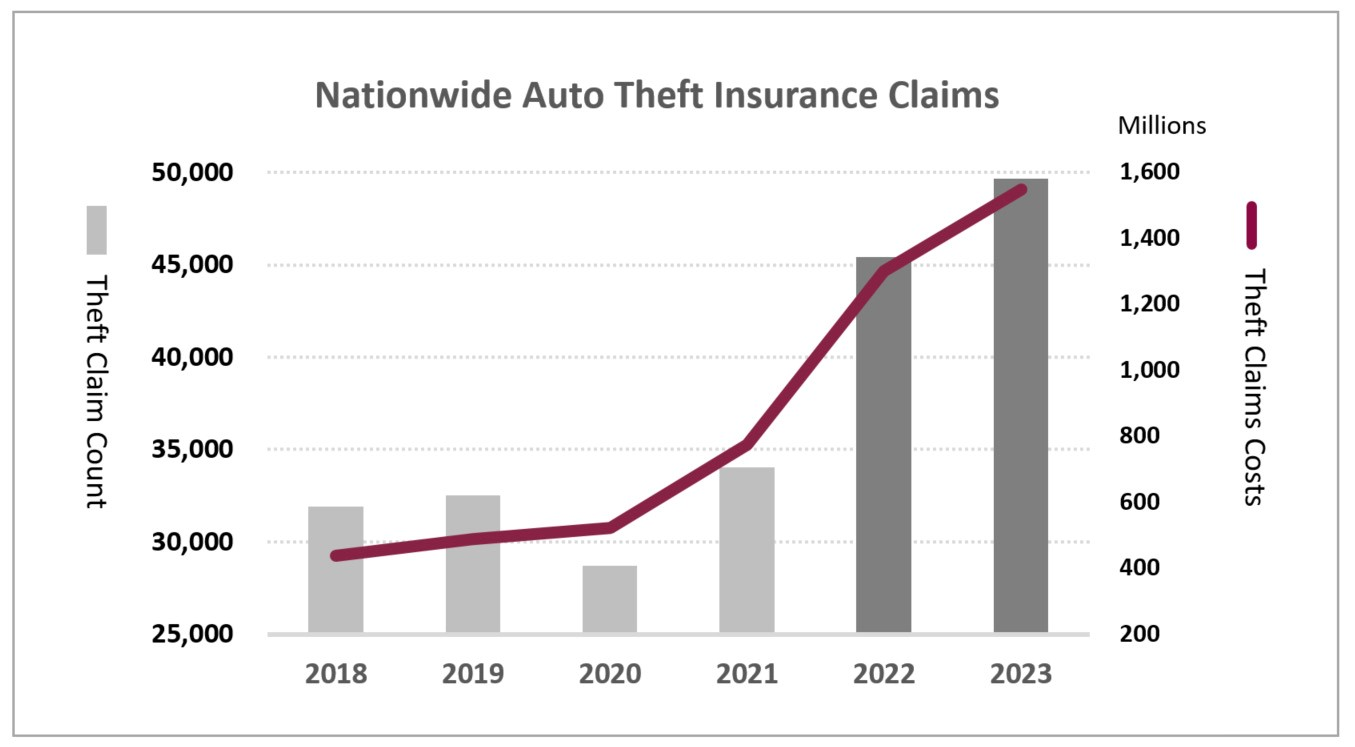 Nationwide Auto Theft Insurance Claims
Millions
50,000
45,000
40,000
35,000
30,000
25,000
Theft Claim Count
1,600
1,400
1,200
1,000
800
600
400
200
Theft Claims Costs
2018 2019 2020 2021 2022 2023